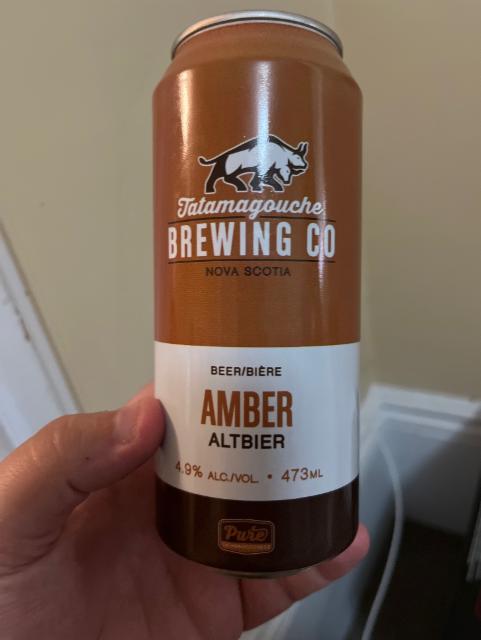 Tatamagouche
BREWING CO
NOVA SCOTIA
BEER/BIÈRE
AMBER
ALTBIER
4.9% ALC./VOL. • 473ML
Pure